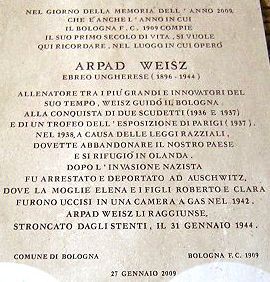 NEL GIORNO DELLA MEMORIA DELL'ANNO 2009,
CHE È ANCHE L'ANNO IN CUI
IL BOLOGNA F.C. 1909 COMPIE
IL SUO PRIMO SECOLO DI VITA, SI VUOLE
QUI RICORDARE, NEL LUOGO IN CUI OPERÒ
ARPAD WEISZ
EBREO UNGHERESE (1896 - 1944)
ALLENATORE TRA I PIÙ GRANDI E INNOVATORI DEL
SUO TEMPO, WEISZ GUIDÒ IL BOLOGNA
ALLA CONQUISTA DI DUE SCUDETTI (1936 E 1937)
E DI UN TROFEO DELL'ESPOSIZIONE DI PARIGI (1937).
NEL 1938, A CAUSA DELLE LEGGI RAZZIALI,
DOVETTE ABBANDONARE IL NOSTRO PAESE
E SI RIFUGIÒ IN OLANDA.
DOPO L'INVASIONE NAZISTA
FU ARRESTATO E DEPORTATO AD AUSCHWITZ,
DOVE LA MOGLIE ELENA E I FIGLI ROBERTO E CLARA
FURONO UCCISI IN UNA CAMERA A GAS NEL 1942.
ARPAD WEISZ LI RAGGIUNSE,
STRONCATO DAGLI STENTI, IL 31 GENNAIO 1944.
COMUNE DI BOLOGNA BOLOGNA F.C. 1909
27 GENNAIO 2009